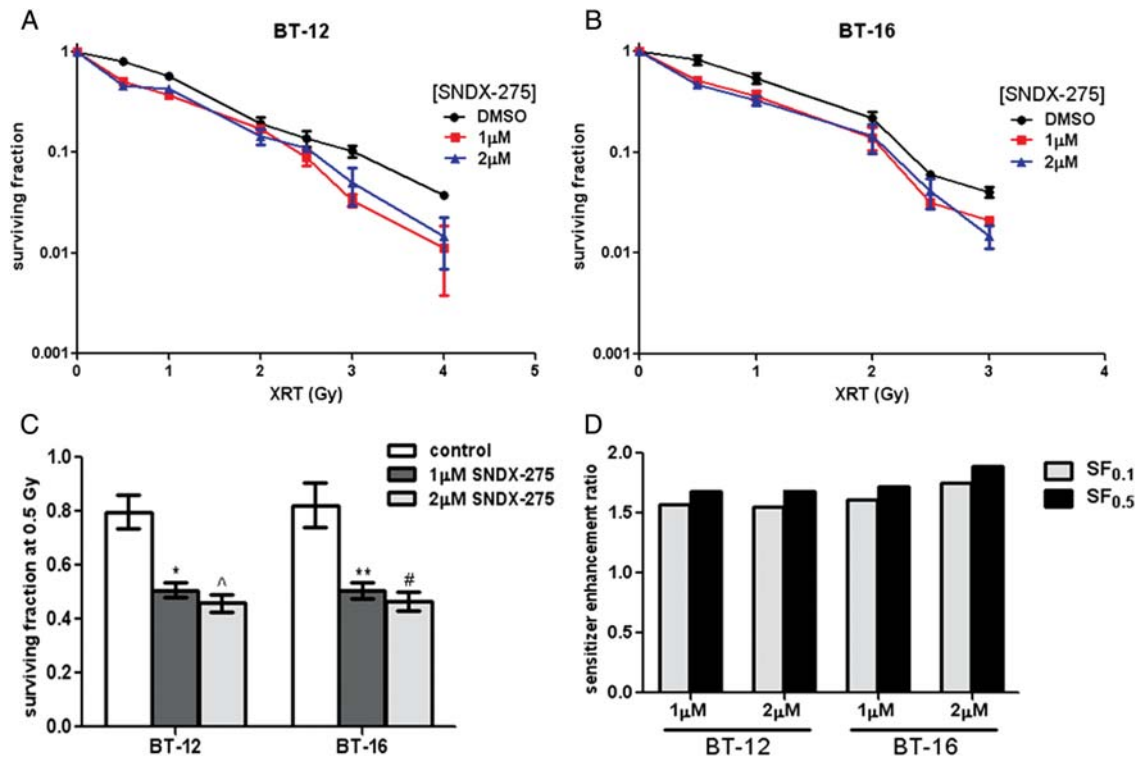 A
BT-12
1
0.1
0.01
0.001
surviving fraction
0
1
2
3
4
5
XRT (Gy)
[SNDX-275]
DMSO
1μM
2μM
B
BT-16
1
0.1
0.01
0.001
surviving fraction
0
1
2
3
4
XRT (Gy)
[SNDX-275]
DMSO
1μM
2μM
C
surviving fraction at 0.5 Gy
1.0
0.8
0.6
0.4
0.2
0.0
control
1μM SNDX-275
2μM SNDX-275
*
^
**
#
BT-12
BT-16
D
sensitizer enhancement ratio
2.0
1.5
1.0
0.5
0.0
SF0.1
SF0.5
1μM
2μM
1μM
2μM
BT-12
BT-16